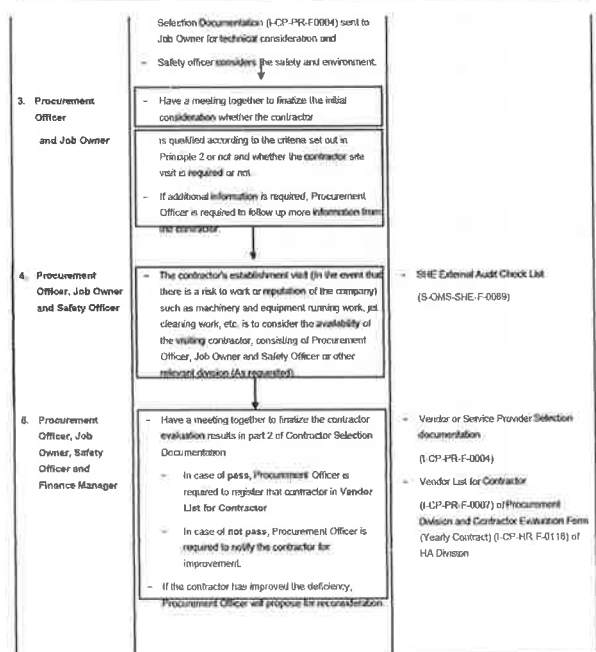 Selection Documentation (I-CP-PR-F0004) sent to
Job Owner for technical consideration and
- Safety officer considers the safety and environment.
3. Procurement
Officer
and Job Owner
- Have a meeting together to finalize the initial
consideration whether the contractor
is qualified according to the criteria set out in
Principle 2 or not and whether the contractor site
visit is required or not.
- If additional information is required, Procurement
Officer is required to follow up more information from
the contractor.
4. Procurement
Officer, Job Owner
and Safety Officer
- The contractor's establishment visit (In the event that
there is a risk to work or reputation of the company)
such as machinery and equipment running work, jet
cleaning work, etc. is to consider the availability of
the visiting contractor, consisting of Procurement
Officer, Job Owner and Safety Officer or other
relevant division (As requested).
- SHE External Audit Check List
(S-OMS-SHE-F-0069)
5. Procurement
Officer, Job
Owner, Safety
Officer and
Finance Manager
- Have a meeting together to finalize the contractor
evaluation results in part 2 of Contractor Selection
Documentation
- In case of pass, Procurement Officer is
required to register that contractor in Vendor
List for Contractor
- In case of not pass, Procurement Officer is
required to notify the contractor for
improvement.
- If the contractor has improved the deficiency,
Procurement Officer will propose for reconsideration.
- Vendor or Service Provider Selection
documentation
(I-CP-PR-F-0004)
- Vendor List for Contractor
(I-CP-PR-F-0007) of Procurement
Division and Contractor Evaluation Form
(Yearly Contract) (I-CP-HR F-0116) of
HA Division